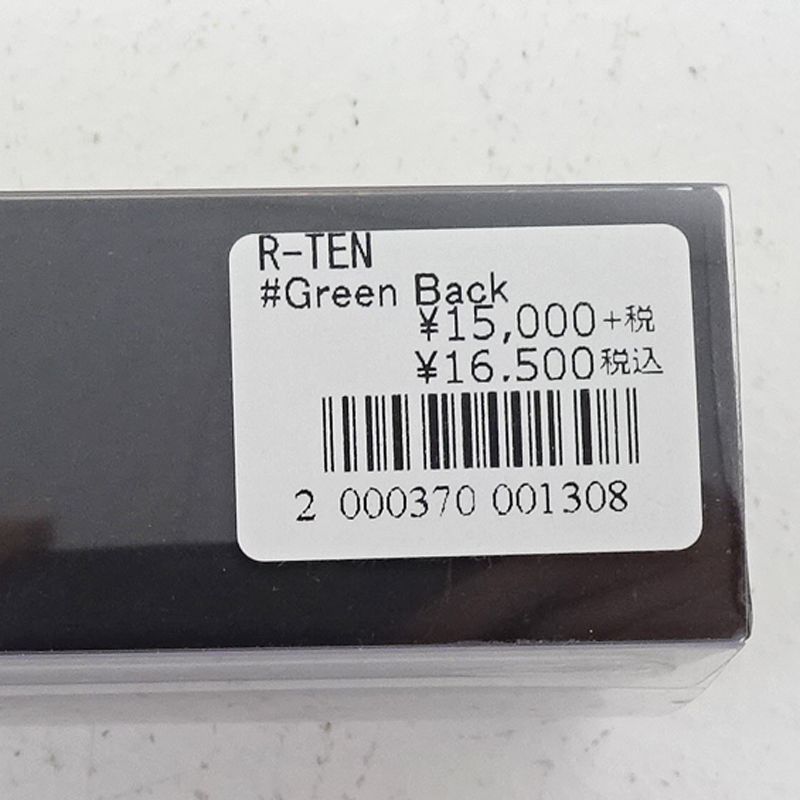 R-TEN
#Green Back
¥15,000+税
¥16.500税込
2 000370 001308